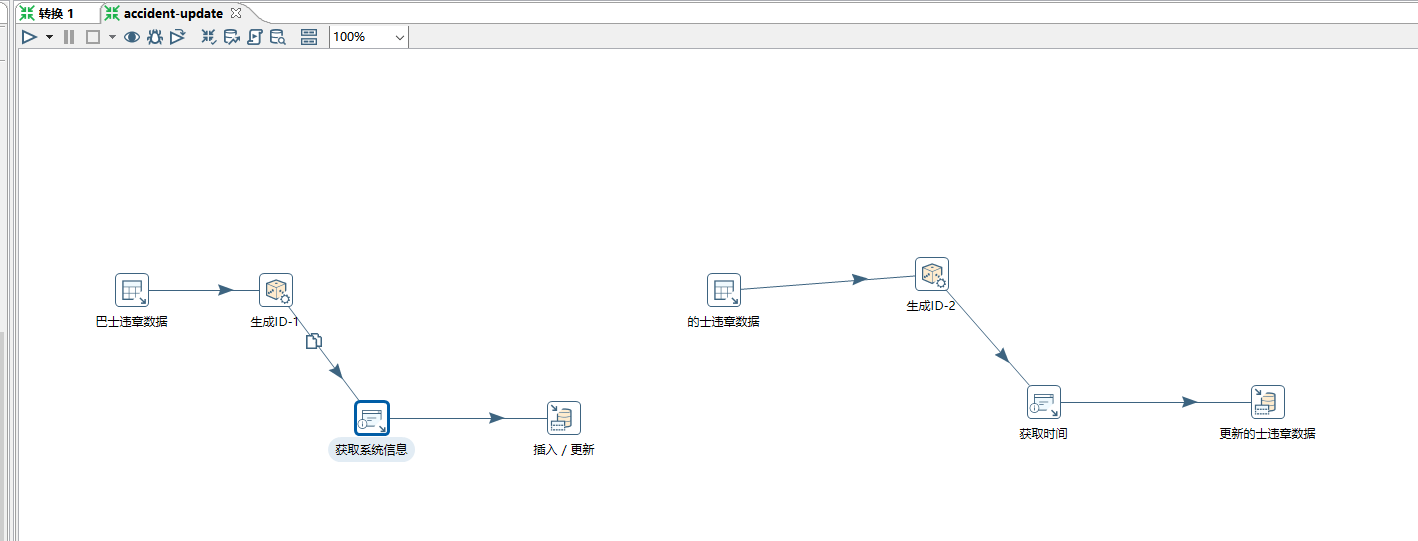 转换 1
accident-update
100%
巴士违章数据
生成ID-1
获取系统信息
插入 / 更新
的士违章数据
生成ID-2
获取时间
更新的士违章数据